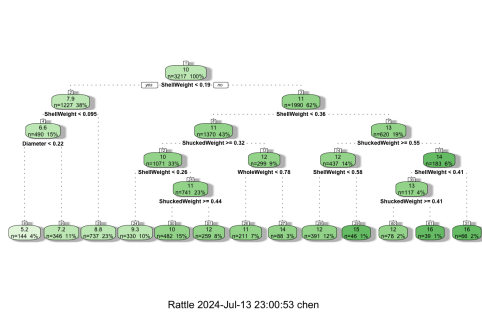 10
n=3217 100%
yes ShellWeight < 0.19 no
7.9
n=1227 38%
ShellWeight < 0.095
11
n=1990 62%
ShellWeight < 0.36
6.6
n=490 15%
Diameter < 0.22
11
n=1370 43%
ShuckedWeight >= 0.32
13
n=620 19%
ShuckedWeight >= 0.55
10
n=1071 33%
ShellWeight < 0.26
12
n=299 9%
WholeWeight < 0.78
12
n=437 14%
ShellWeight < 0.58
14
n=183 6%
ShellWeight < 0.41
11
n=741 23%
ShuckedWeight >= 0.44
13
n=117 4%
ShuckedWeight >= 0.41
5.2
n=144 4%
7.2
n=346 11%
8.8
n=737 23%
9.3
n=330 10%
10
n=482 15%
12
n=259 8%
11
n=211 7%
14
n=88 3%
12
n=391 12%
15
n=46 1%
12
n=78 2%
16
n=39 1%
16
n=66 2%
Rattle 2024-Jul-13 23:00:53 chen